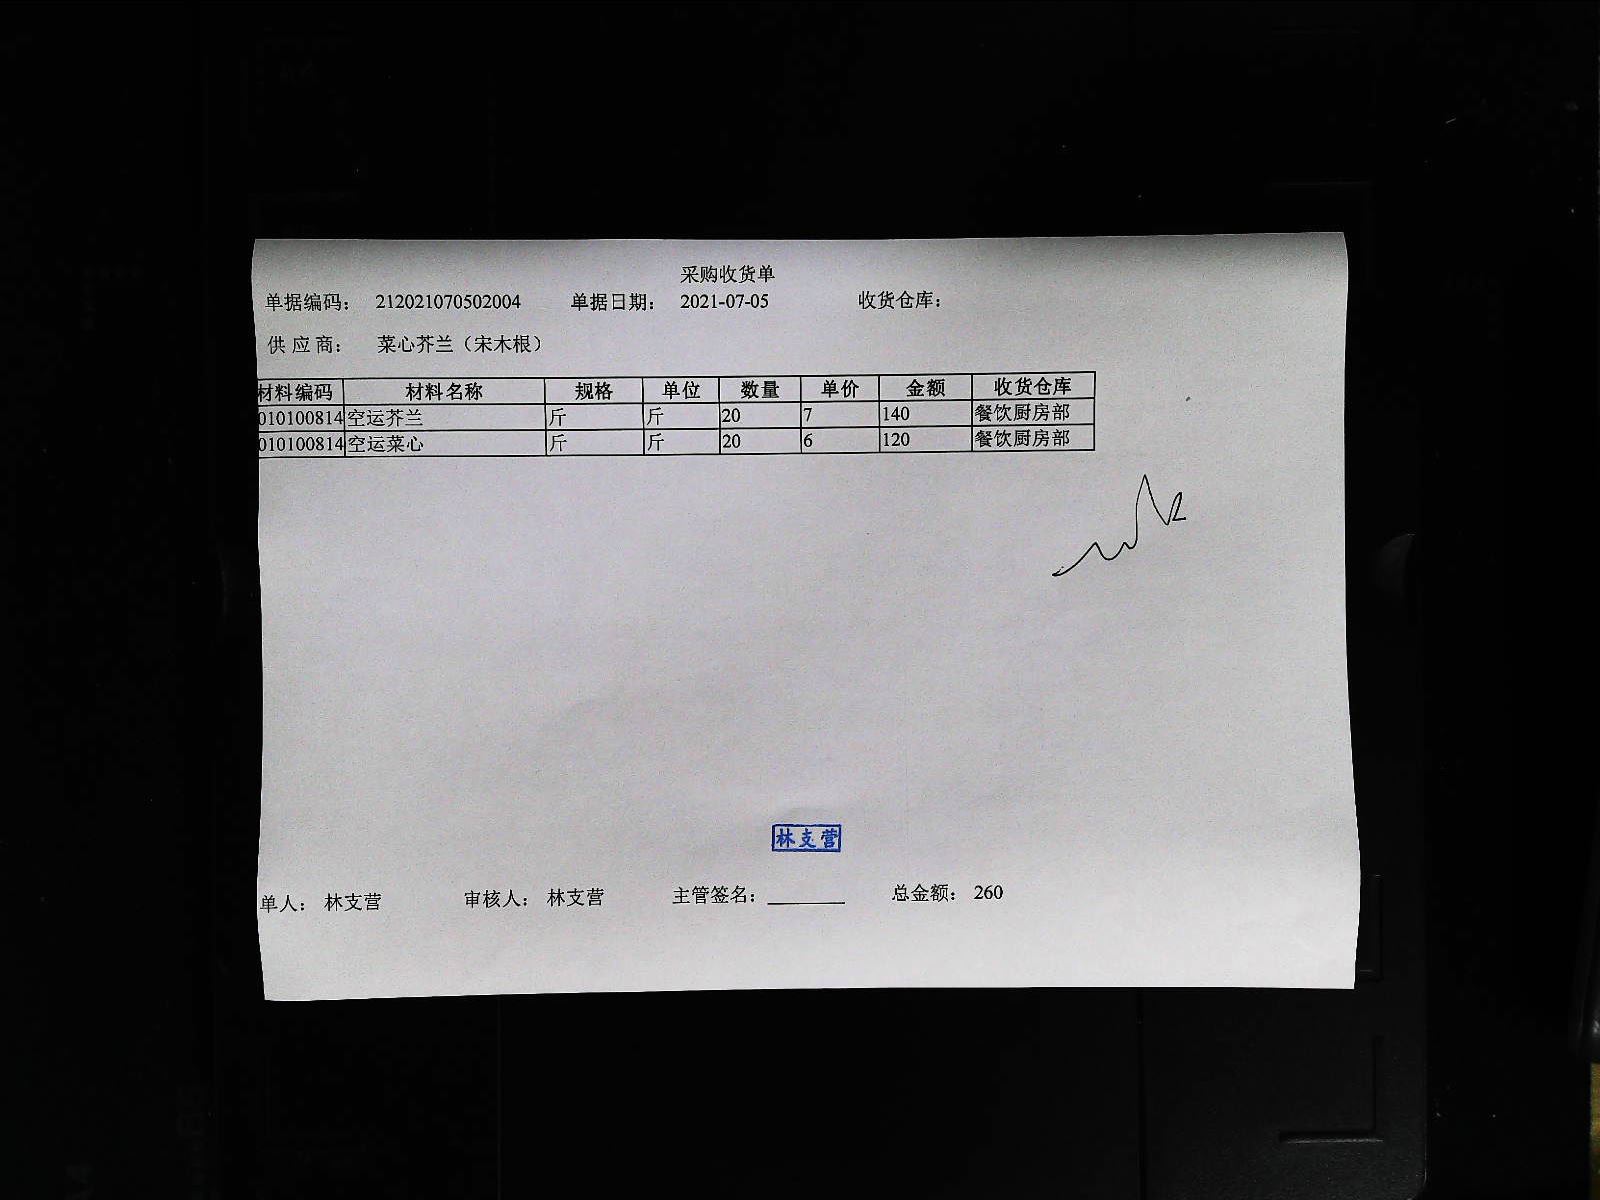 采购收货单
单据编码： 212021070502004 单据日期： 2021-07-05 收货仓库：
供 应 商： 菜心芥兰（宋木根）
材料编码 材料名称 规格 单位 数量 单价 金额 收货仓库
010100814 空运芥兰 斤 斤 20 7 140 餐饮厨房部
010100814 空运菜心 斤 斤 20 6 120 餐饮厨房部
林支营
单人： 林支营 审核人： 林支营 主管签名： 总金额： 260